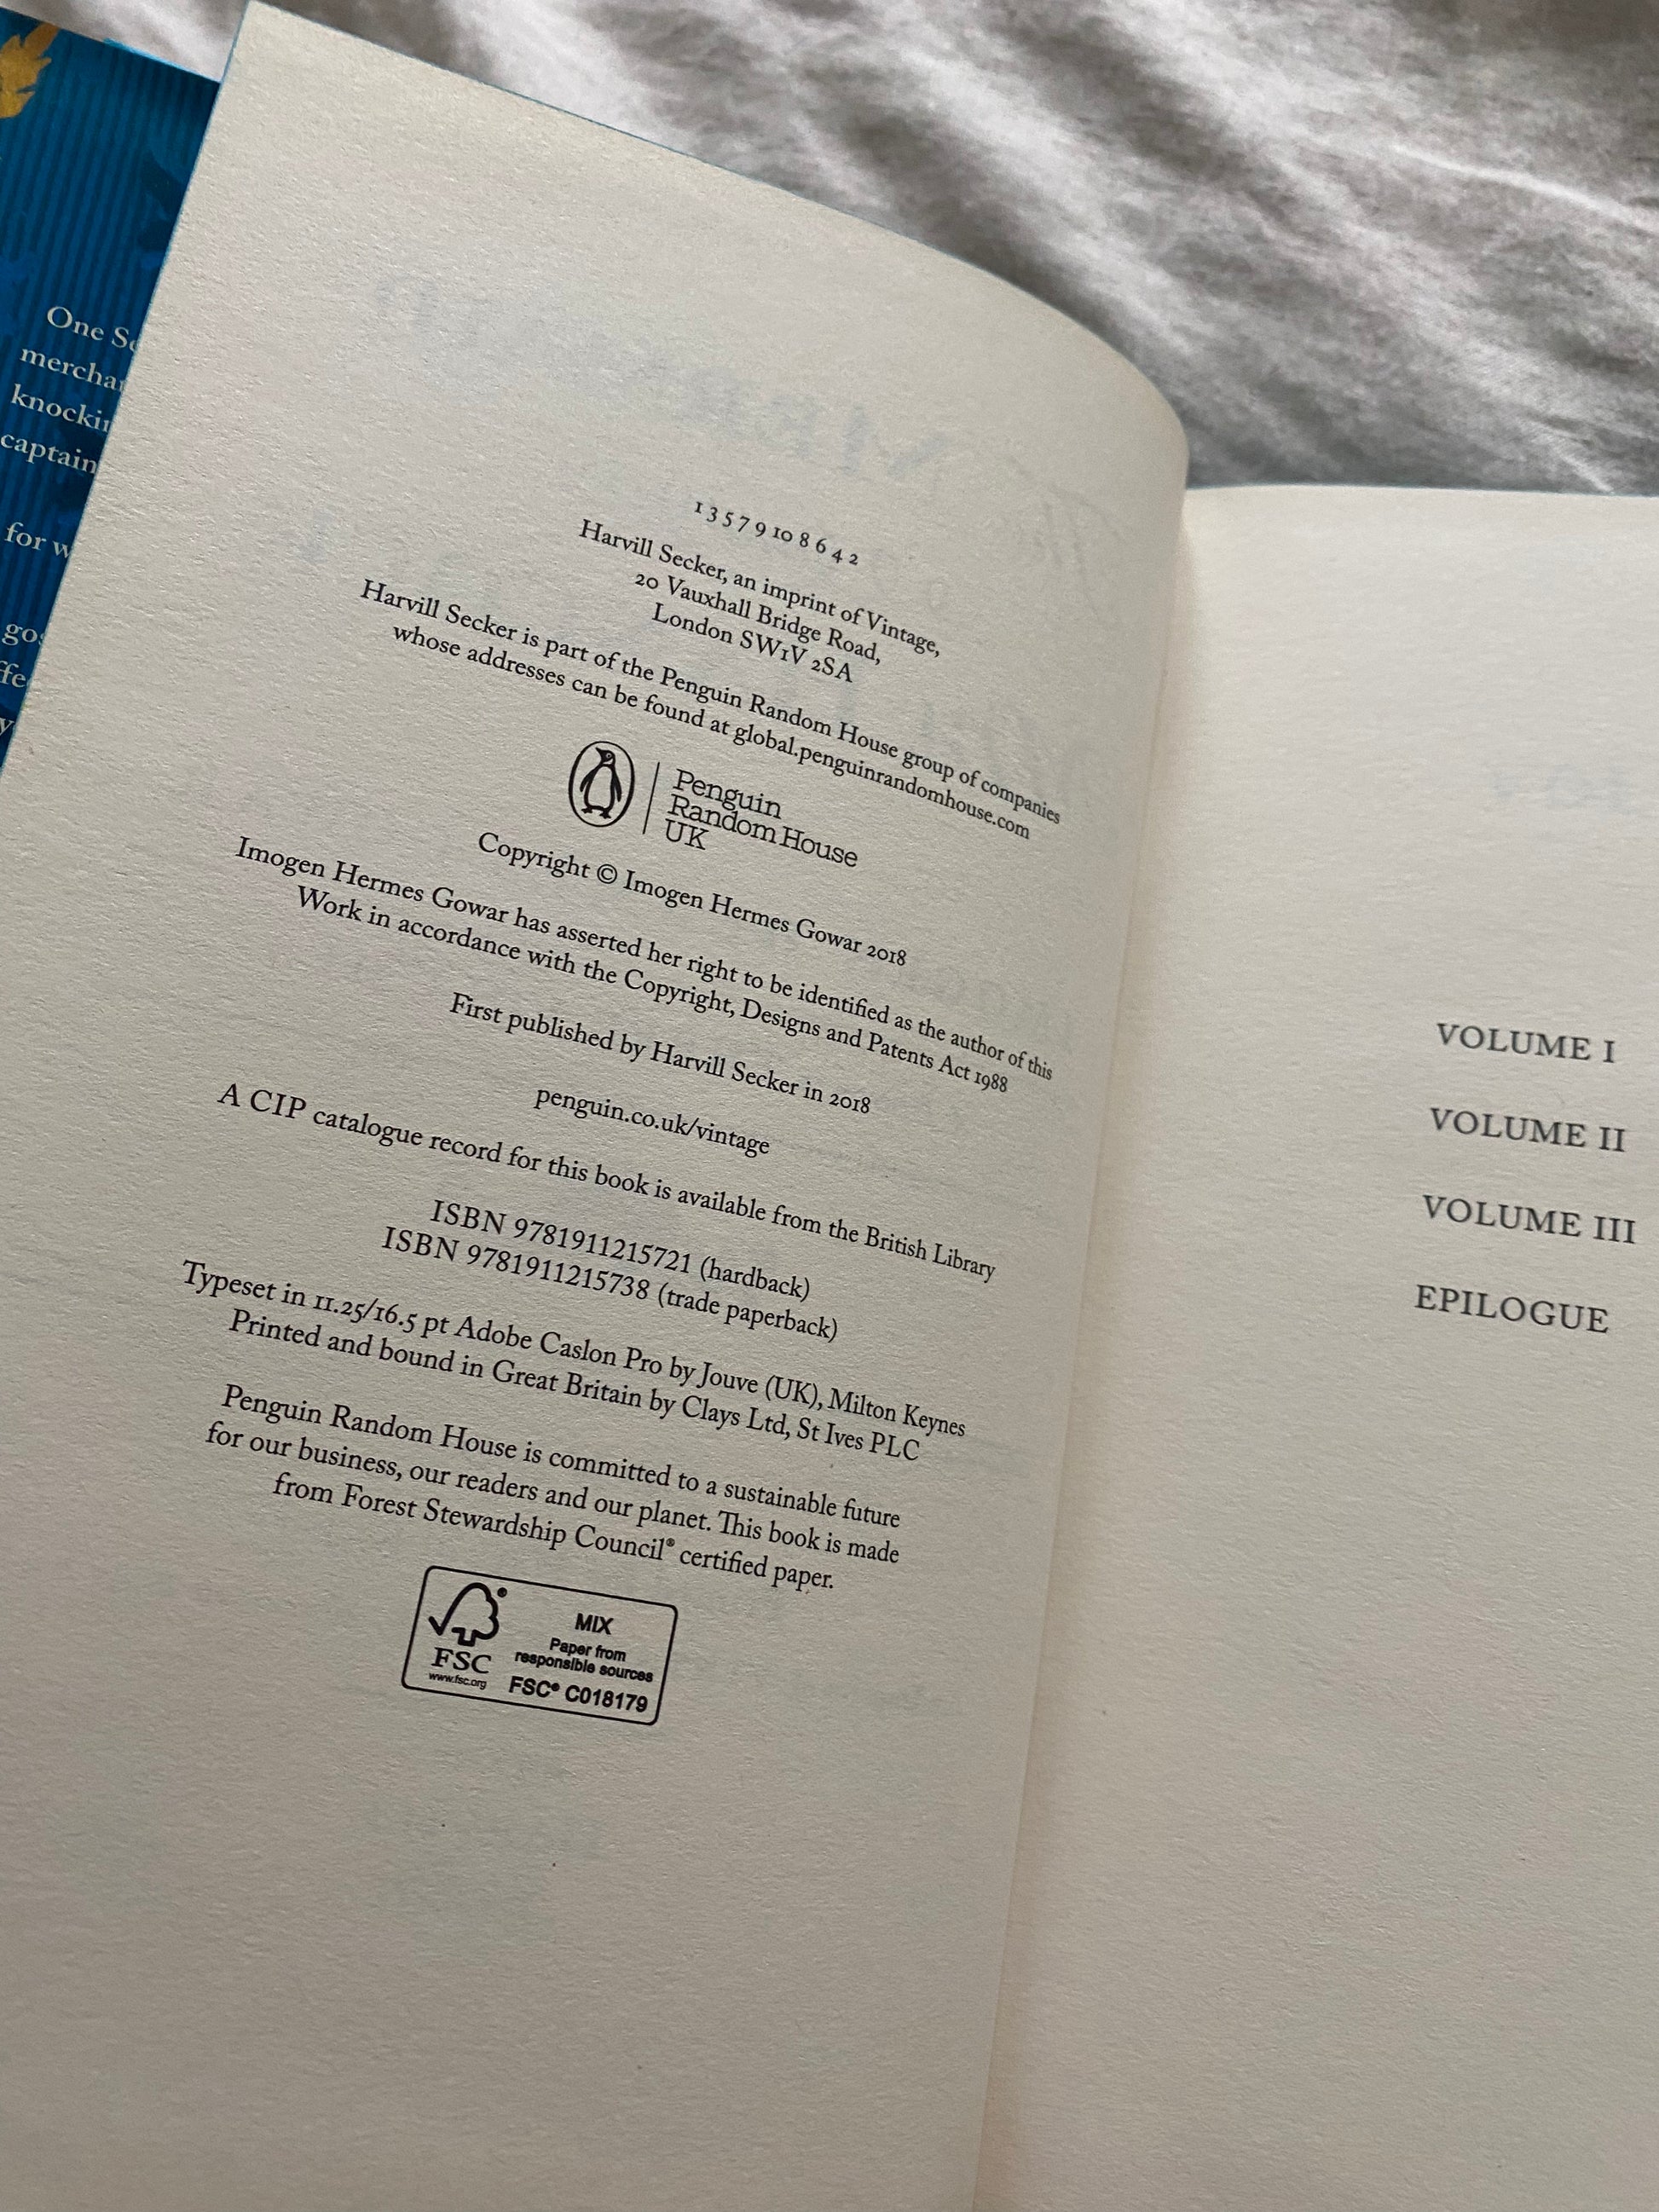 One
mercha
knockin
captain
for w
gos
ffe
y
1 3 5 7 9 10 8 6 4 2
Harvill Secker, an imprint of Vintage,
20 Vauxhall Bridge Road,
London SW1V 2SA
Harvill Secker is part of the Penguin Random House group of companies
whose addresses can be found at global.penguinrandomhouse.com
Penguin
Random House
UK
Copyright © Imogen Hermes Gowar 2018
Imogen Hermes Gowar has asserted her right to be identified as the author of this
Work in accordance with the Copyright, Designs and Patents Act 1988
First published by Harvill Secker in 2018
penguin.co.uk/vintage
A CIP catalogue record for this book is available from the British Library
ISBN 9781911215721 (hardback)
ISBN 9781911215738 (trade paperback)
Typeset in 11.25/16.5 pt Adobe Caslon Pro by Jouve (UK), Milton Keynes
Printed and bound in Great Britain by Clays Ltd, St Ives PLC
Penguin Random House is committed to a sustainable future
for our business, our readers and our planet. This book is made
from Forest Stewardship Council® certified paper.
FSC
www.fsc.org
MIX
Paper from
responsible sources
FSC® C018179
VOLUME I
VOLUME II
VOLUME III
EPILOGUE